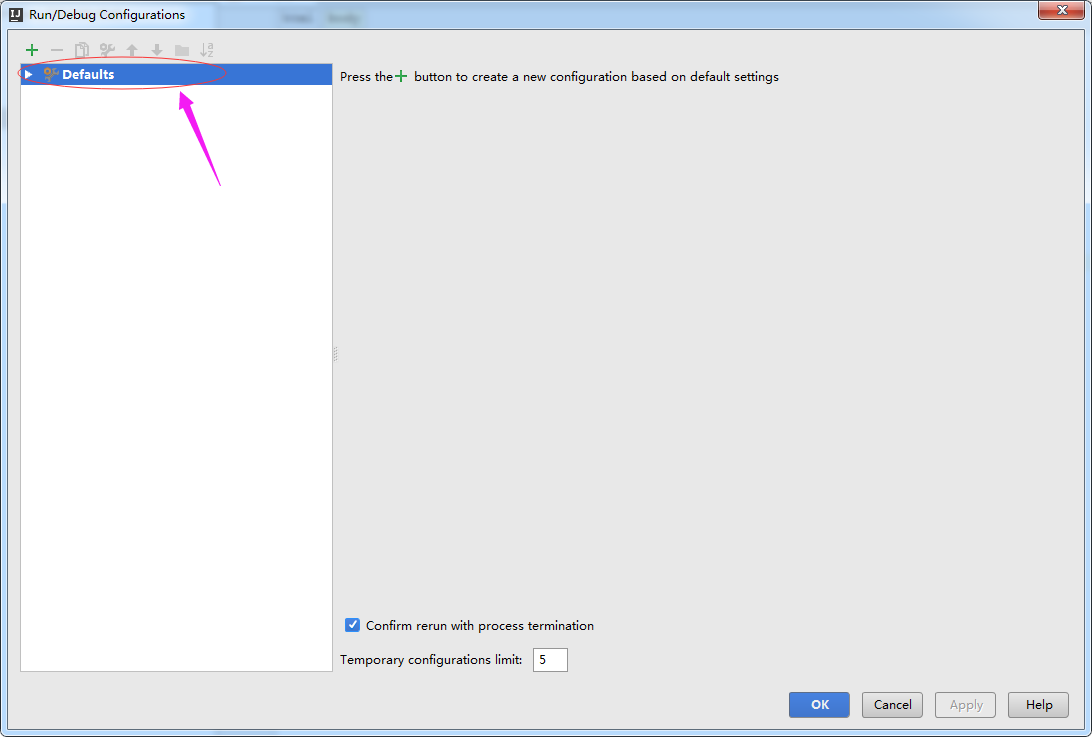 Run/Debug Configurations
Defaults
Press the + button to create a new configuration based on default settings
Confirm rerun with process termination
Temporary configurations limit: 5
OK Cancel Apply Help